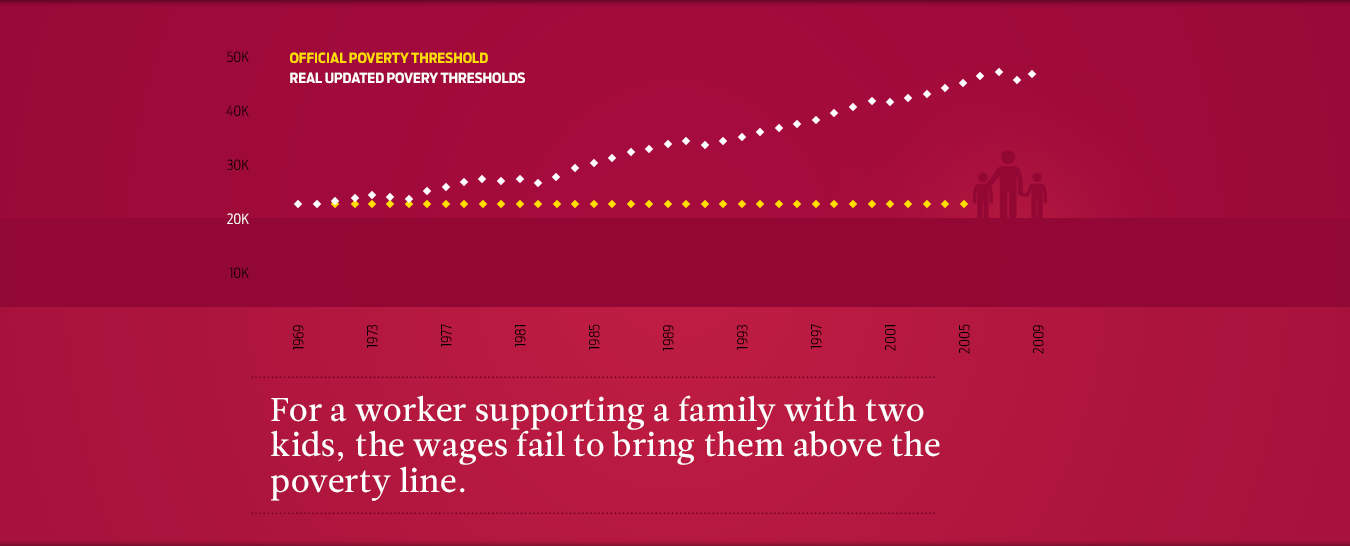 50K
OFFICIAL POVERTY THRESHOLD
REAL UPDATED POVERY THRESHOLDS
40K
30K
20K
10K
1969
1973
1977
1981
1985
1989
1993
1997
2001
2005
2009
For a worker supporting a family with two
kids, the wages fail to bring them above the
poverty line.